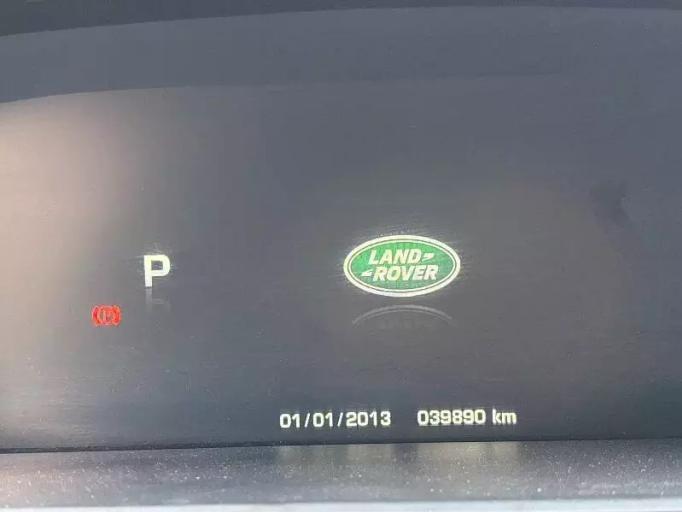 P
LAND
ROVER
(P)
01/01/2013 039890 km